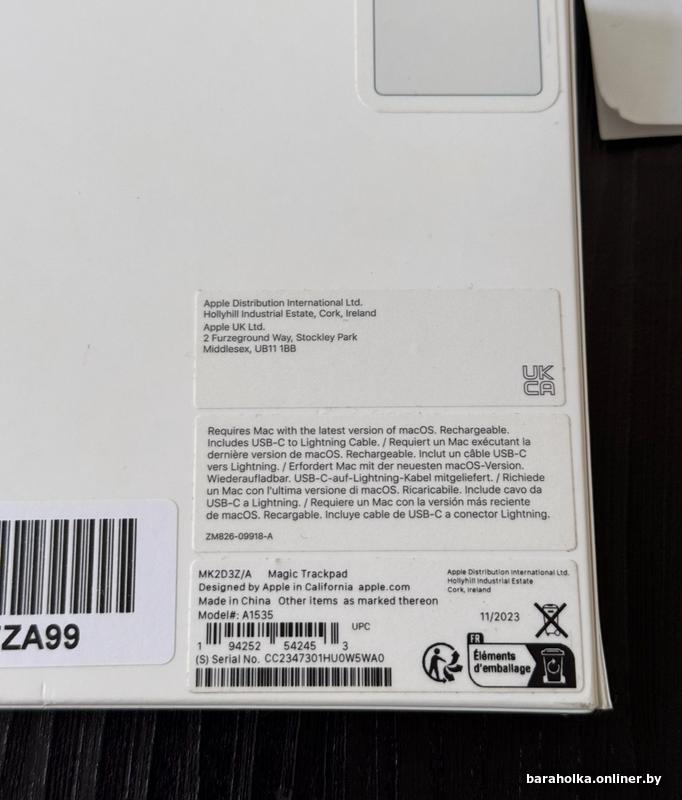 Apple Distribution International Ltd.
Hollyhill Industrial Estate, Cork, Ireland
Apple UK Ltd.
2 Furzeground Way, Stockley Park
Middlesex, UB11 1BB
UK
CA
Requires Mac with the latest version of macOS. Rechargeable.
Includes USB-C to Lightning Cable. / Requiert un Mac exécutant la
dernière version de macOS. Rechargeable. Inclut un câble USB-C
vers Lightning. / Erfordert Mac mit der neuesten macOS-Version.
Wiederaufladbar. USB-C-auf-Lightning-Kabel mitgeliefert. / Richiede
un Mac con l'ultima versione di macOS. Ricaricabile. Include cavo da
USB-C a Lightning. / Requiere un Mac con la versión más reciente
de macOS. Recargable. Incluye cable de USB-C a conector Lightning.
ZM826-09918-A
ZA99
MK2D3Z/A Magic Trackpad
Designed by Apple in California apple.com
Made in China Other items as marked thereon
Model#: A1535
Apple Distribution International Ltd.
Hollyhill Industrial Estate
Cork, Ireland
11/2023
UPC
1 94252 54245 3
(S) Serial No. CC2347301HU0W5WA0
FR
Éléments
d'emballage
baraholka.onliner.by